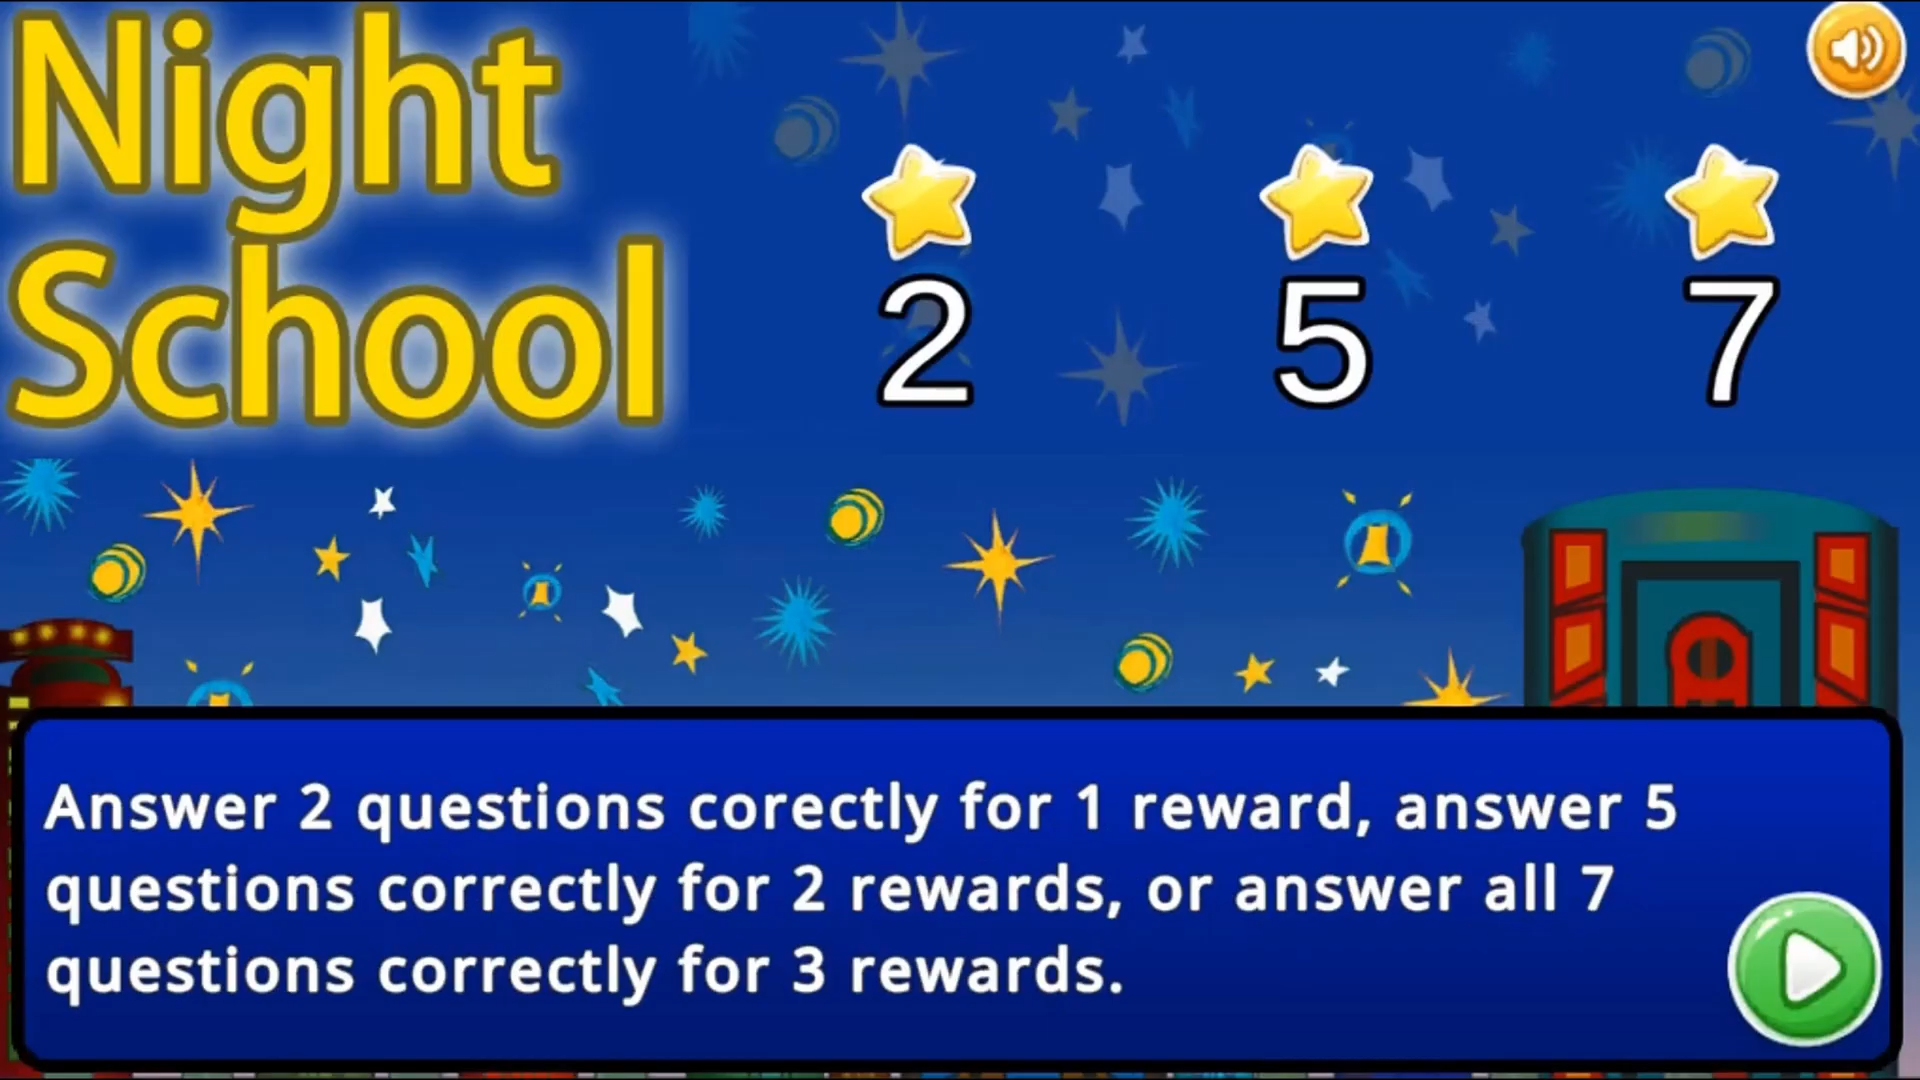 Night
School
2 5 7
Answer 2 questions corectly for 1 reward, answer 5
questions correctly for 2 rewards, or answer all 7
questions correctly for 3 rewards.